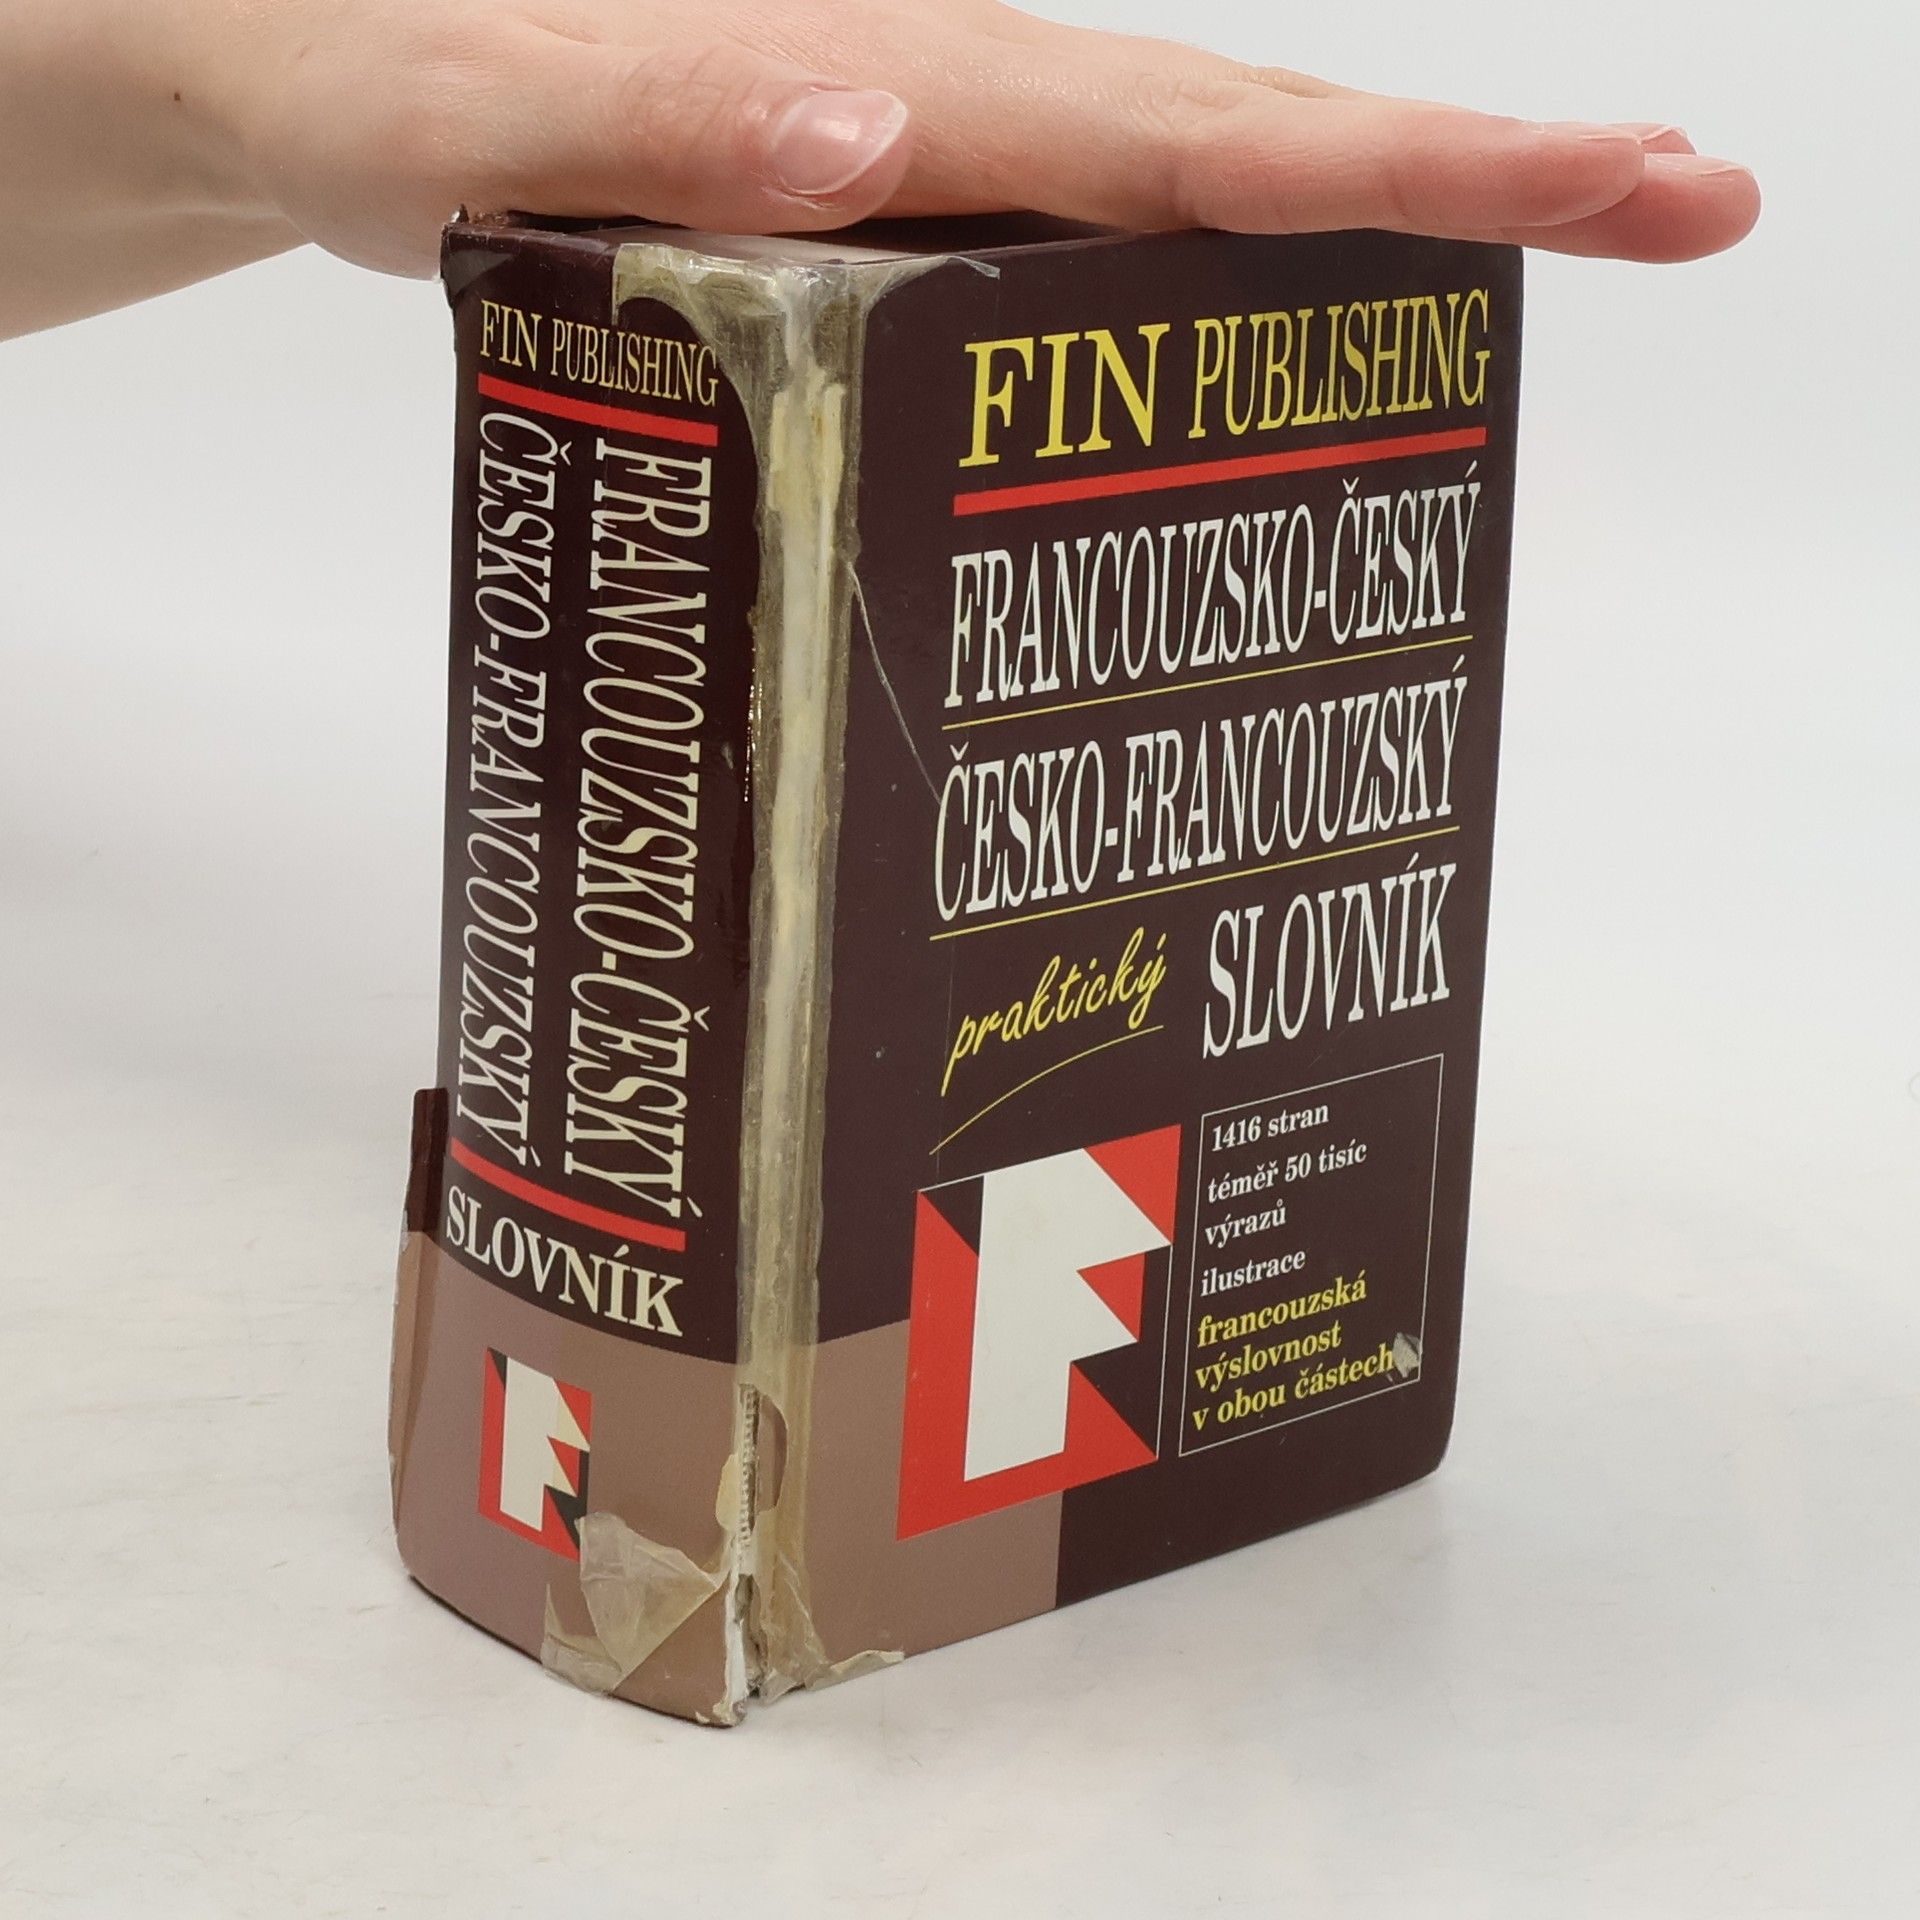 FIN PUBLISHING
FRANCOUZSKO-ČESKÝ
ČESKO-FRANCOUZSKÝ
SLOVNÍK
FIN PUBLISHING
FRANCOUZSKO-ČESKÝ
ČESKO-FRANCOUZSKÝ
praktický SLOVNÍK
1416 stran
téměř 50 tisíc
výrazů
ilustrace
francouzská
výslovnost
v obou částech